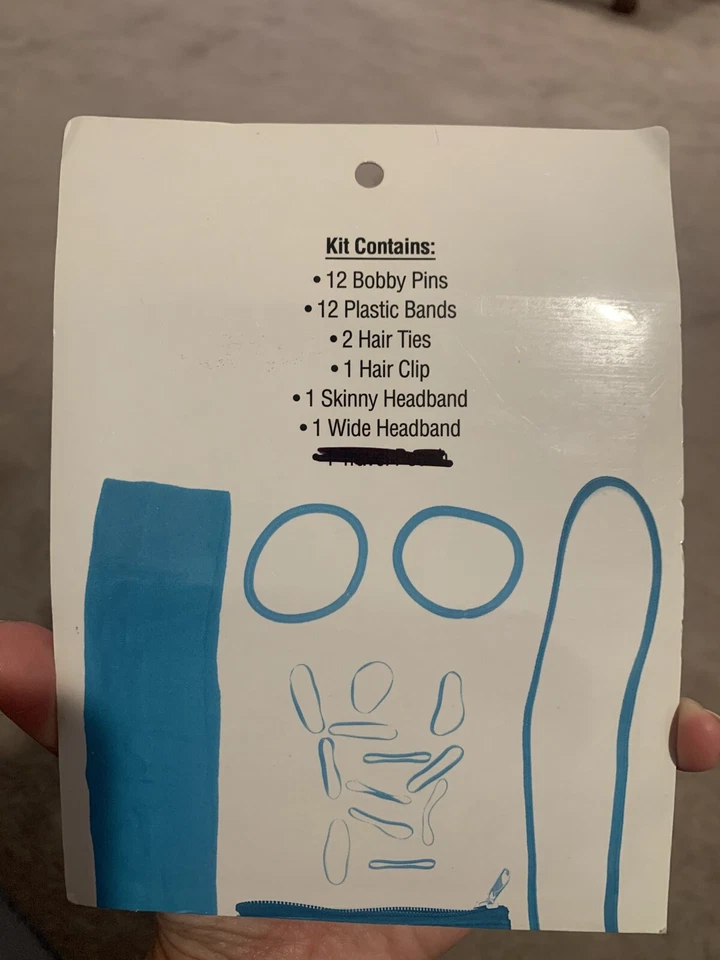 Kit Contains:
• 12 Bobby Pins
• 12 Plastic Bands
• 2 Hair Ties
• 1 Hair Clip
• 1 Skinny Headband
• 1 Wide Headband